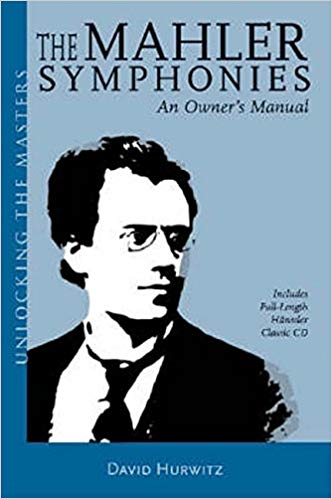 THE MAHLER
SYMPHONIES
An Owner's Manual
UNLOCKING THE MASTERS
Includes
Full-Length
Hänssler
Classic CD
DAVID HURWITZ